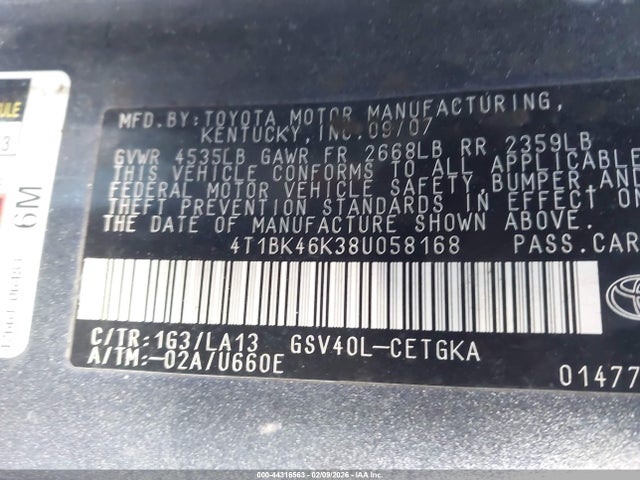 MFD.BY:TOYOTA MOTOR MANUFACTURING,
KENTUCKY, INC. 09/07
GVWR 4535LB GAWR FR 2668LB RR 2359LB
THIS VEHICLE CONFORMS TO ALL APPLICABLE
FEDERAL MOTOR VEHICLE SAFETY, BUMPER, AND
THEFT PREVENTION STANDARDS IN EFFECT ON
THE DATE OF MANUFACTURE SHOWN ABOVE.
4T1BK46K38U058168 PASS.CAR
C/TR:1G3/LA13 GSV40L-CETGKA
A/TM:-02A/U660E
01477
6M
000-44316563 - 02/09/2026 - IAA, Inc.